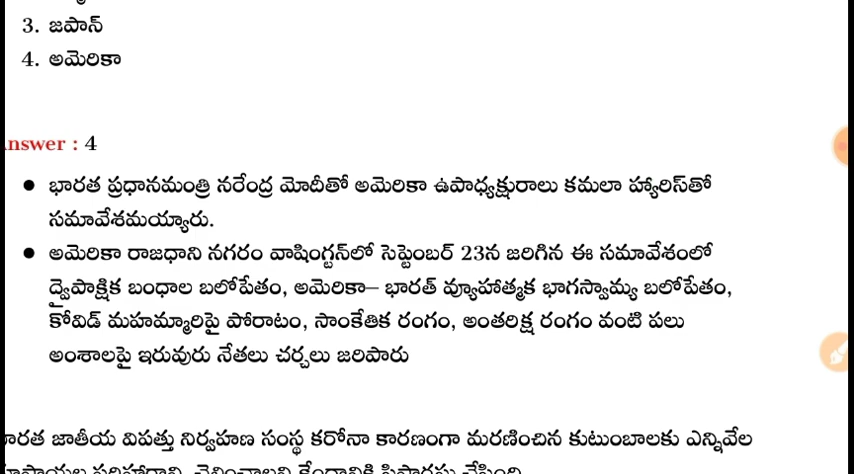 3. జపాన్
4. అమెరికా
nswer : 4
● భారత ప్రధానమంత్రి నరేంద్ర మోదీతో అమెరికా ఉపాధ్యక్షురాలు కమలా హ్యారిస్‌తో
సమావేశమయ్యారు.
● అమెరికా రాజధాని నగరం వాషింగ్టన్‌లో సెప్టెంబర్ 23న జరిగిన ఈ సమావేశంలో
ద్వైపాక్షిక బంధాల బలోపేతం, అమెరికా– భారత్ వ్యూహాత్మక భాగస్వామ్య బలోపేతం,
కోవిడ్ మహమ్మారిపై పోరాటం, సాంకేతిక రంగం, అంతరిక్ష రంగం వంటి పలు
అంశాలపై ఇరువురు నేతలు చర్చలు జరిపారు
ారత జాతీయ విపత్తు నిర్వహణ సంస్థ కరోనా కారణంగా మరణించిన కుటుంబాలకు ఎన్నివేల